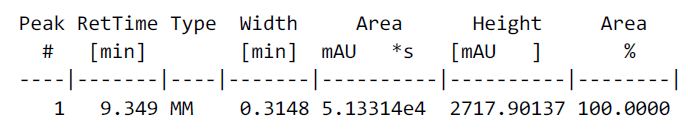 Peak RetTime Type  Width     Area      Height     Area
  #   [min]        [min]  mAU   *s   [mAU   ]      %
----|-------|----|-------|----------|----------|--------|
   1   9.349 MM    0.3148 5.13314e4  2717.90137 100.0000